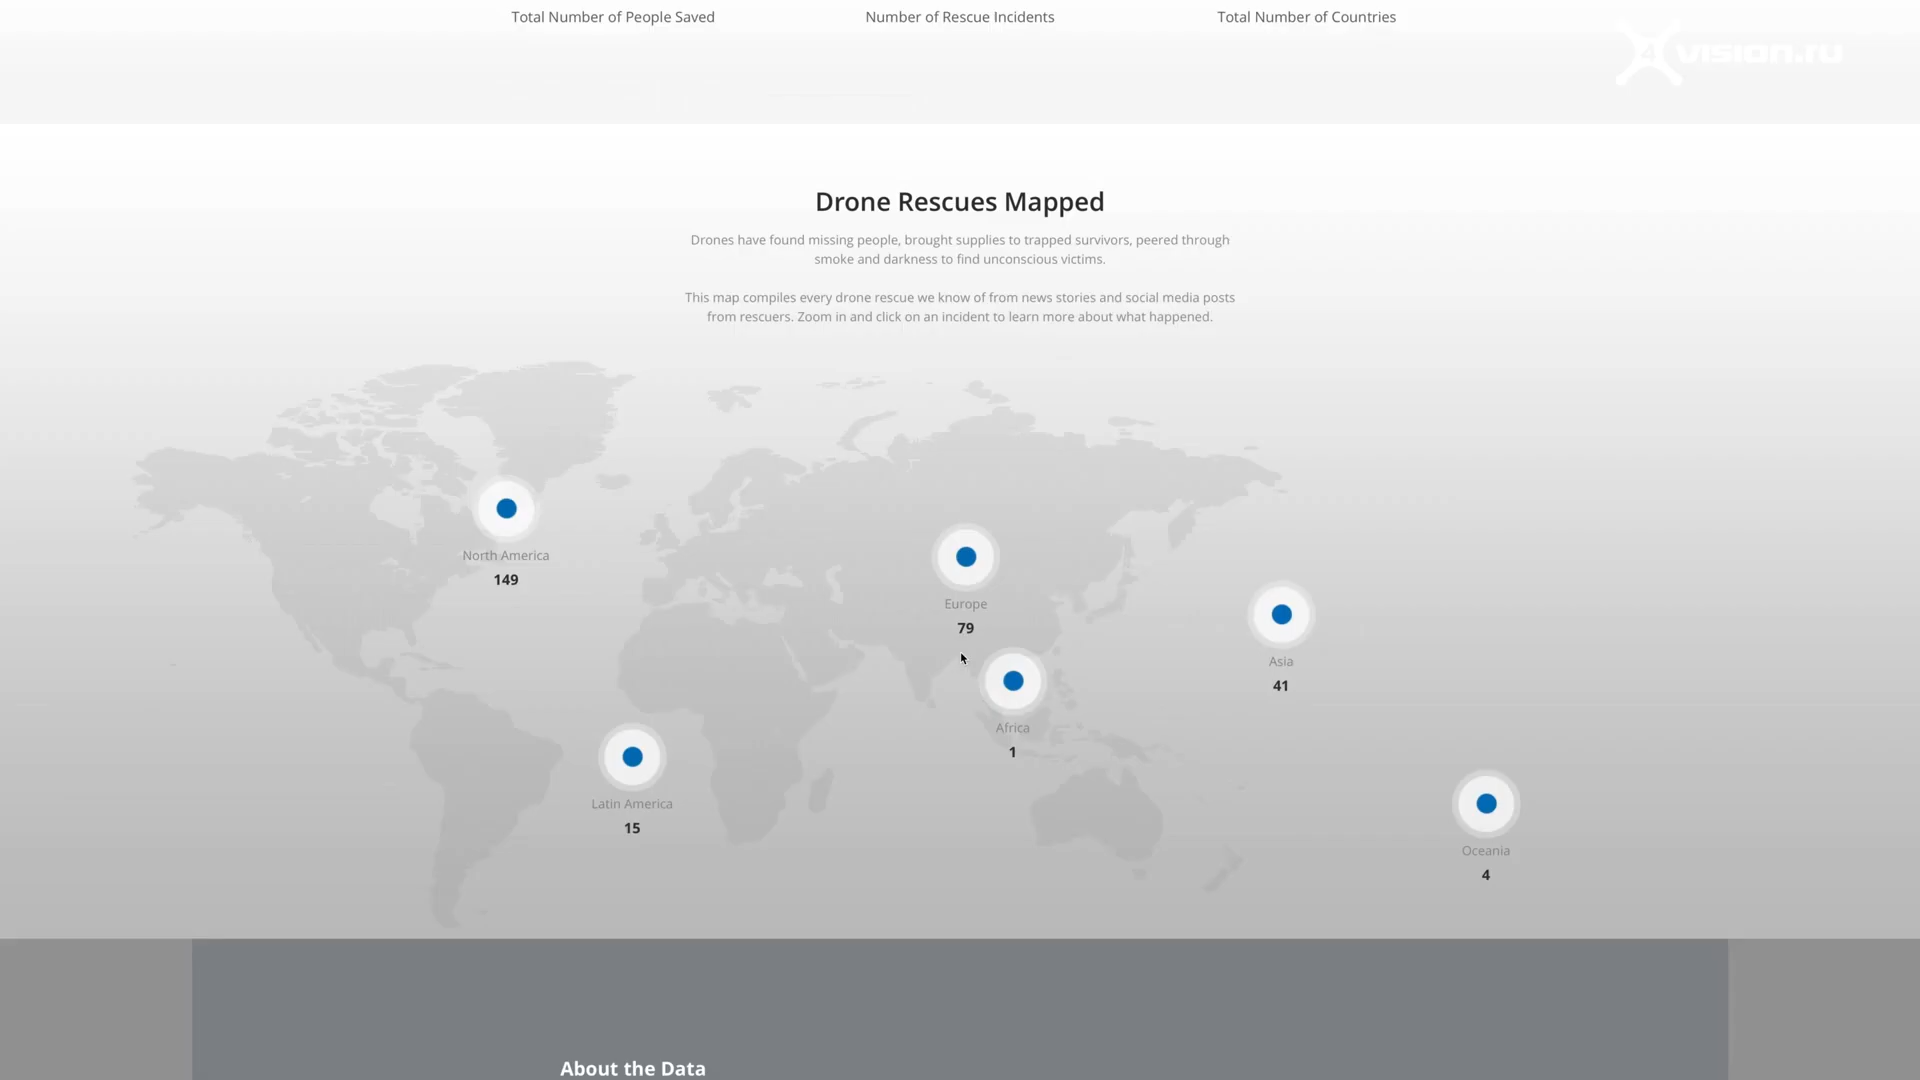 Total Number of People Saved
Number of Rescue Incidents
Total Number of Countries
4vision.ru
Drone Rescues Mapped
Drones have found missing people, brought supplies to trapped survivors, peered through
smoke and darkness to find unconscious victims.
This map compiles every drone rescue we know of from news stories and social media posts
from rescuers. Zoom in and click on an incident to learn more about what happened.
North America
149
Europe
79
Asia
41
Africa
1
Latin America
15
Oceania
4
About the Data